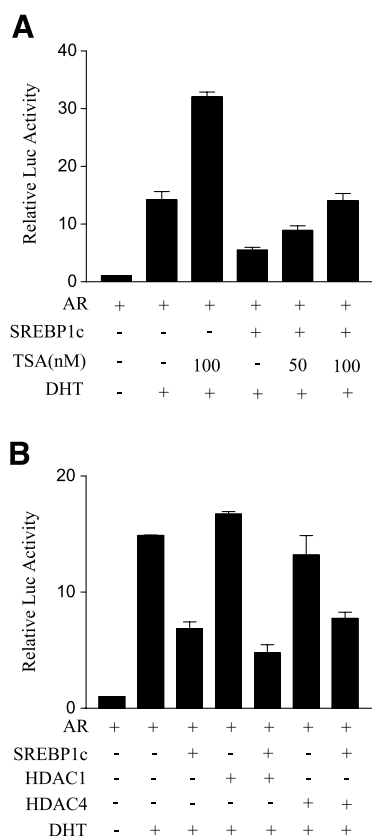 A
Relative Luc Activity
40
30
20
10
0
AR + + + + + +
SREBP1c - - - + + +
TSA(nM) - - 100 - 50 100
DHT - + + + + +
B
Relative Luc Activity
20
10
0
AR + + + + + + +
SREBP1c - - + - + - +
HDAC1 - - - + + - -
HDAC4 - - - - - + +
DHT - + + + + + +